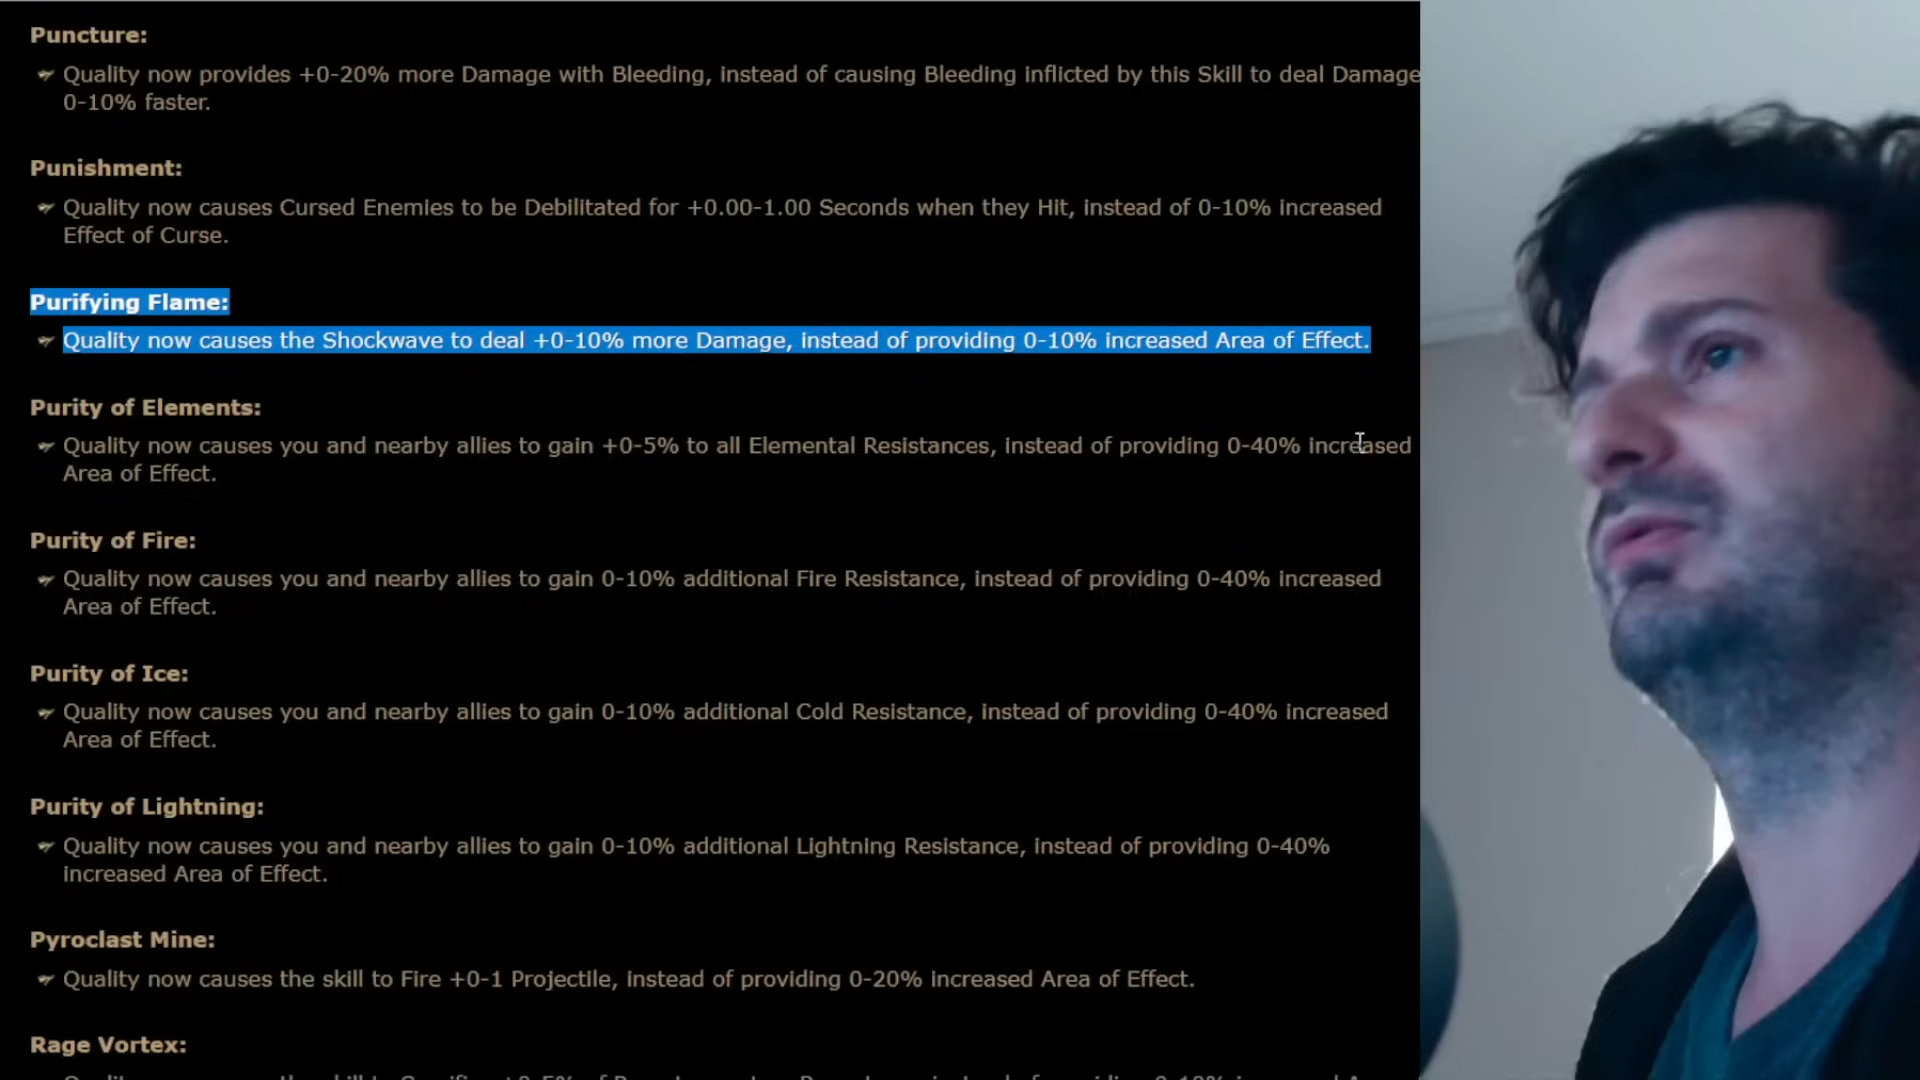 Puncture:
Quality now provides +0-20% more Damage with Bleeding, instead of causing Bleeding inflicted by this Skill to deal Damage
0-10% faster.
Punishment:
Quality now causes Cursed Enemies to be Debilitated for +0.00-1.00 Seconds when they Hit, instead of 0-10% increased
Effect of Curse.
Purifying Flame:
Quality now causes the Shockwave to deal +0-10% more Damage, instead of providing 0-10% increased Area of Effect.
Purity of Elements:
Quality now causes you and nearby allies to gain +0-5% to all Elemental Resistances, instead of providing 0-40% increased
Area of Effect.
Purity of Fire:
Quality now causes you and nearby allies to gain 0-10% additional Fire Resistance, instead of providing 0-40% increased
Area of Effect.
Purity of Ice:
Quality now causes you and nearby allies to gain 0-10% additional Cold Resistance, instead of providing 0-40% increased
Area of Effect.
Purity of Lightning:
Quality now causes you and nearby allies to gain 0-10% additional Lightning Resistance, instead of providing 0-40%
increased Area of Effect.
Pyroclast Mine:
Quality now causes the skill to Fire +0-1 Projectile, instead of providing 0-20% increased Area of Effect.
Rage Vortex: